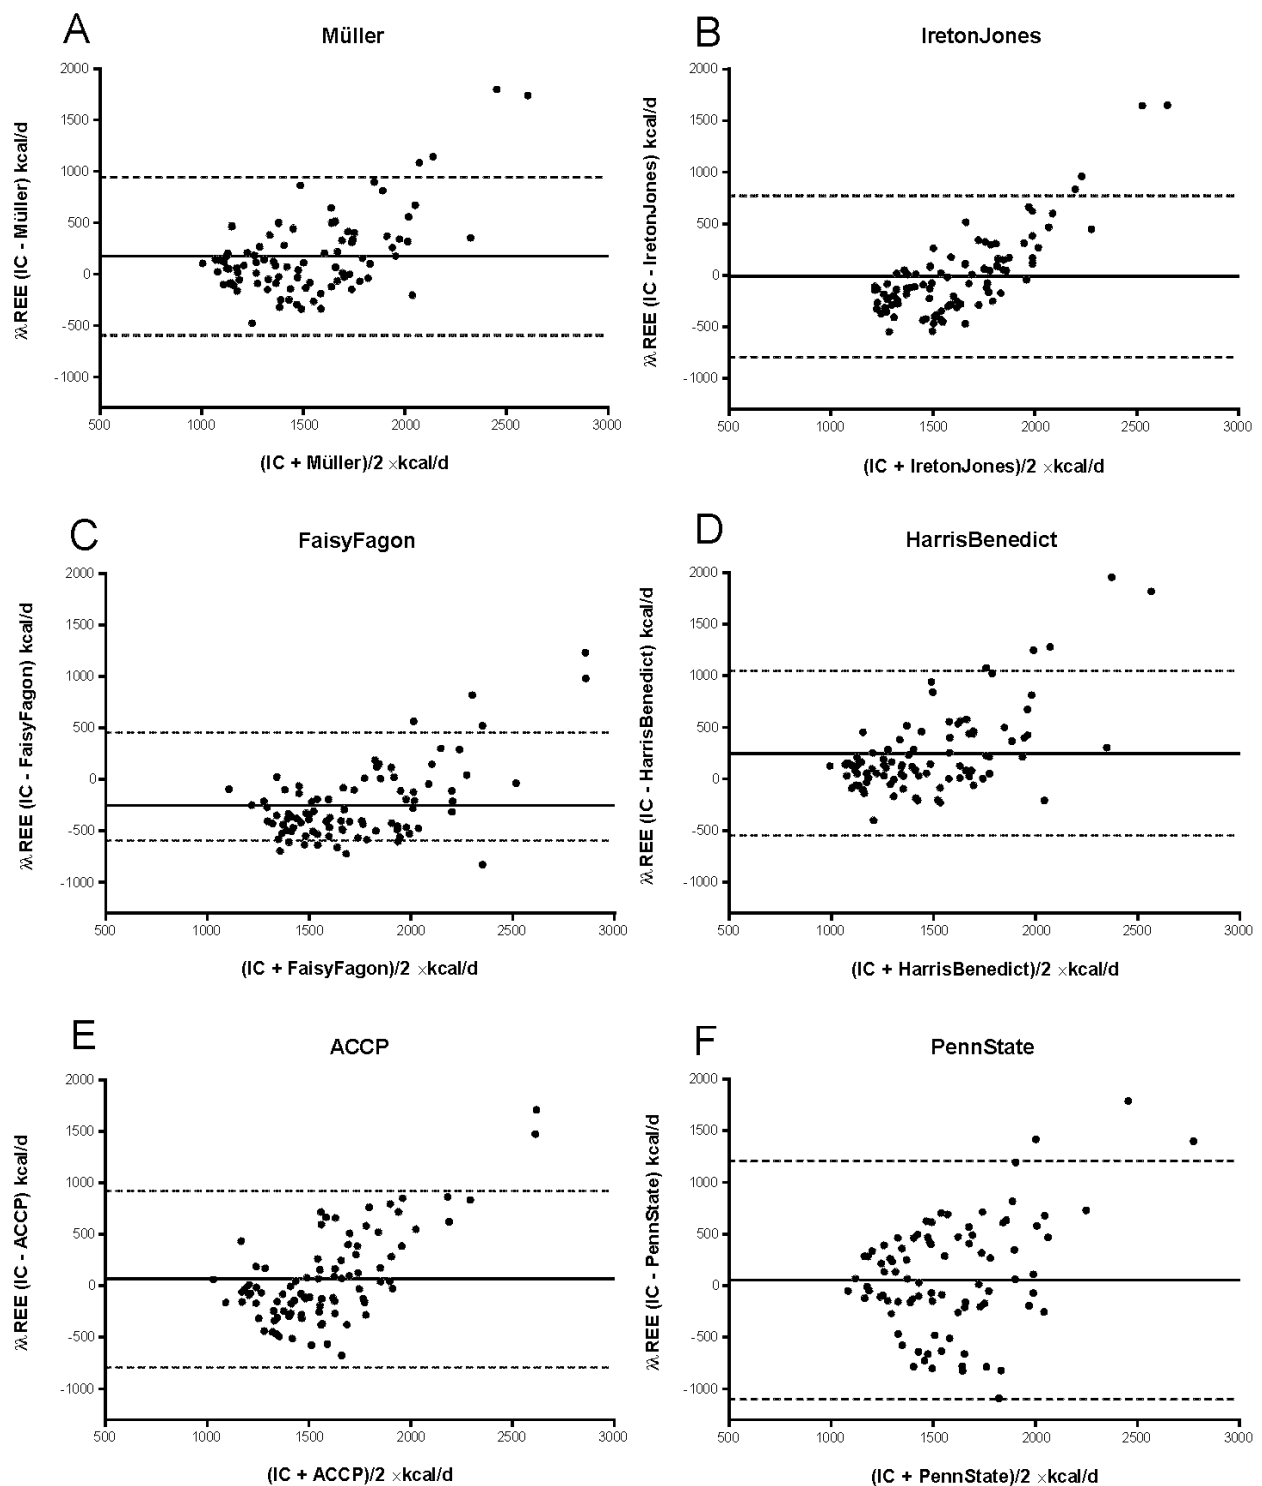 A
Müller
2000
1500
1000
500
0
-500
-1000
REE (IC - Müller) kcal/d
500 1000 1500 2000 2500 3000
(IC + Müller)/2 ×kcal/d
B
IretonJones
2000
1500
1000
500
0
-500
-1000
REE (IC - IretonJones) kcal/d
500 1000 1500 2000 2500 3000
(IC + IretonJones)/2 ×kcal/d
C
FaisyFagon
2000
1500
1000
500
0
-500
-1000
REE (IC - FaisyFagon) kcal/d
500 1000 1500 2000 2500 3000
(IC + FaisyFagon)/2 ×kcal/d
D
HarrisBenedict
2000
1500
1000
500
0
-500
-1000
REE (IC - HarrisBenedict) kcal/d
500 1000 1500 2000 2500 3000
(IC + HarrisBenedict)/2 ×kcal/d
E
ACCP
2000
1500
1000
500
0
-500
-1000
REE (IC - ACCP) kcal/d
500 1000 1500 2000 2500 3000
(IC + ACCP)/2 ×kcal/d
F
PennState
2000
1500
1000
500
0
-500
-1000
REE (IC - PennState) kcal/d
500 1000 1500 2000 2500 3000
(IC + PennState)/2 ×kcal/d